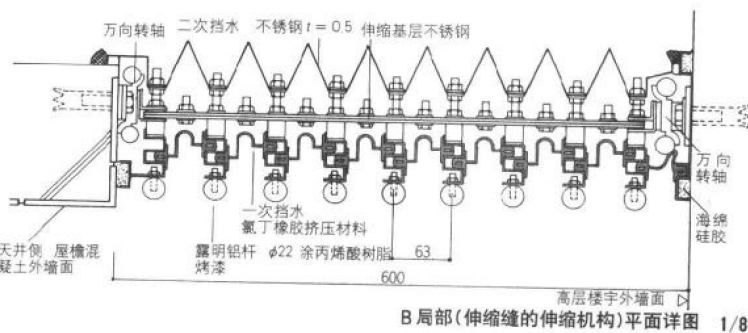 万向转轴 二次挡水 不锈钢 t=0.5 伸缩基层不锈钢
万向
转轴
海绵
硅胶
一次挡水
氯丁橡胶挤压材料
天井侧 屋檐混
凝土外墙面
露明铝杆 φ22 涂丙烯酸树脂
烤漆
63
600
高层楼宇外墙面
B局部(伸缩缝的伸缩机构)平面详图 1/8